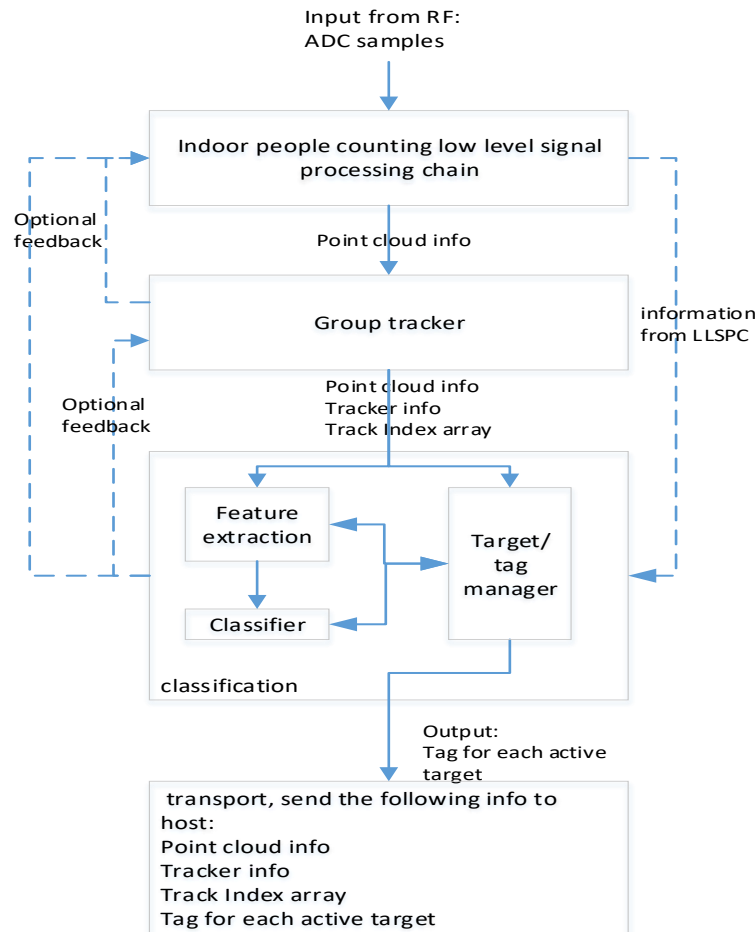 Input from RF:
ADC samples
Indoor people counting low level signal
processing chain
Optional
feedback
Point cloud info
Group tracker
information
from LLSPC
Point cloud info
Tracker info
Track Index array
Optional
feedback
Feature
extraction
Target/
tag
manager
Classifier
classification
Output:
Tag for each active
target
transport, send the following info to
host:
Point cloud info
Tracker info
Track Index array
Tag for each active target